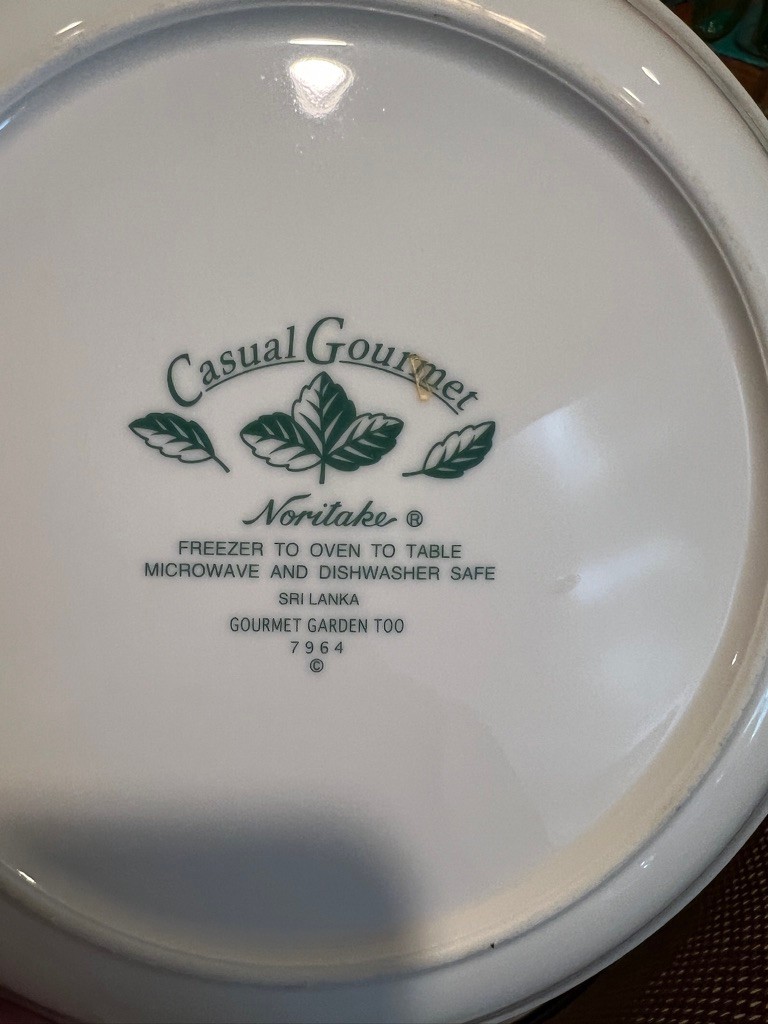 Casual Gourmet
Noritake ®
FREEZER TO OVEN TO TABLE
MICROWAVE AND DISHWASHER SAFE
SRI LANKA
GOURMET GARDEN TOO
7964
©